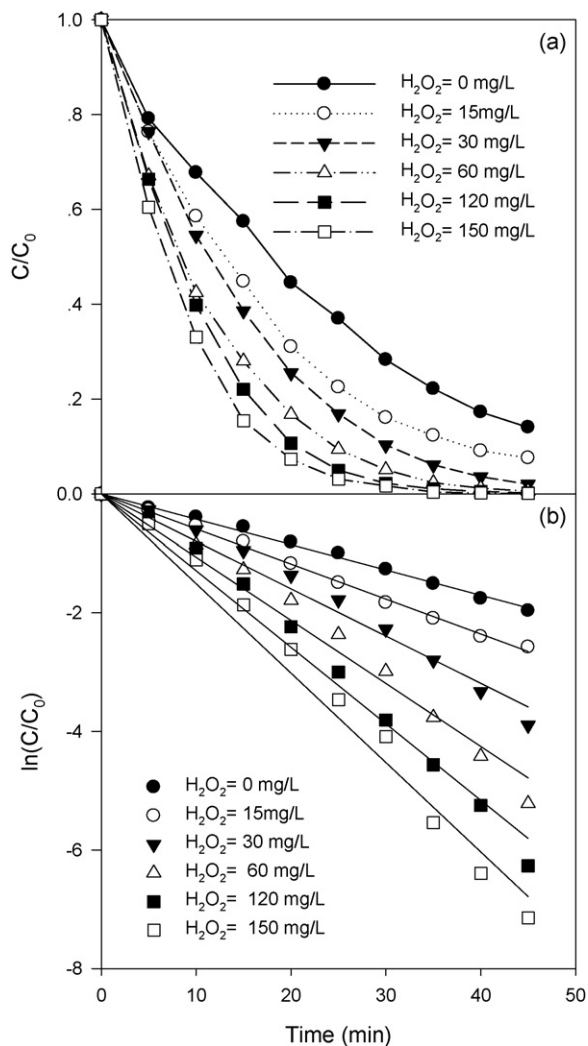 1.0
(a)
H₂O₂= 0 mg/L
.8
H₂O₂= 15mg/L
H₂O₂= 30 mg/L
H₂O₂= 60 mg/L
.6
H₂O₂= 120 mg/L
H₂O₂= 150 mg/L
C/C₀
.4
.2
0.0
(b)
-2
ln(C/C₀)
-4
H₂O₂= 0 mg/L
H₂O₂= 15mg/L
H₂O₂= 30 mg/L
-6
H₂O₂= 60 mg/L
H₂O₂= 120 mg/L
H₂O₂= 150 mg/L
-8
0 10 20 30 40 50
Time (min)